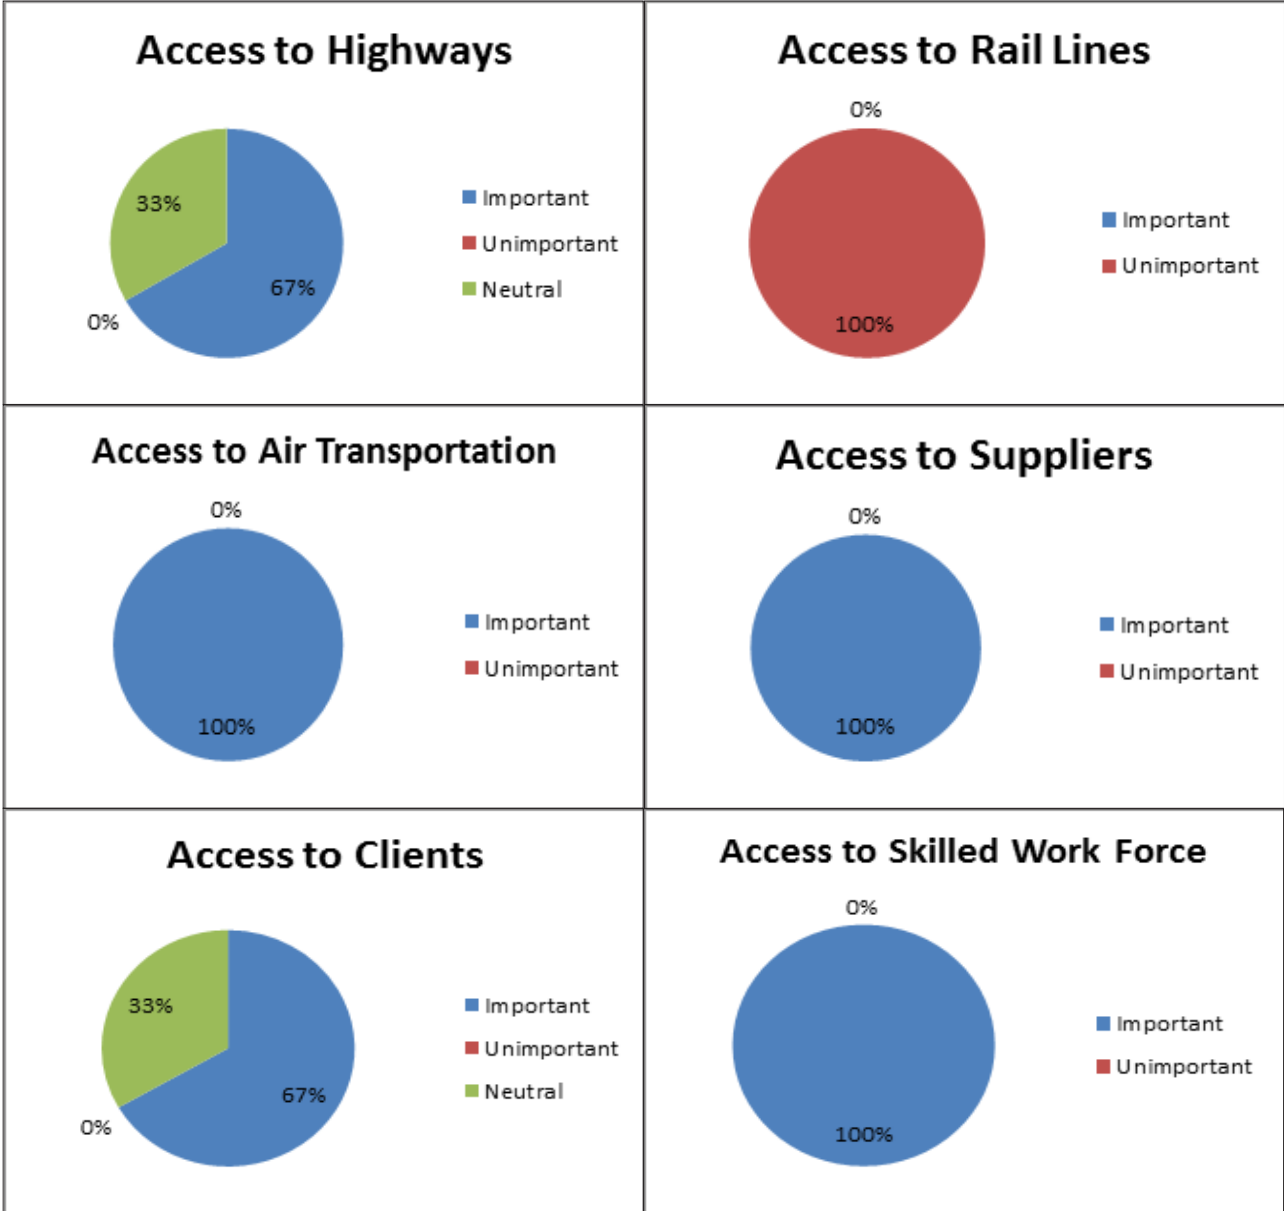 Access to Highways
33%
67%
0%
Important
Unimportant
Neutral
Access to Rail Lines
0%
100%
Important
Unimportant
Access to Air Transportation
0%
100%
Important
Unimportant
Access to Suppliers
0%
100%
Important
Unimportant
Access to Clients
33%
67%
0%
Important
Unimportant
Neutral
Access to Skilled Work Force
0%
100%
Important
Unimportant